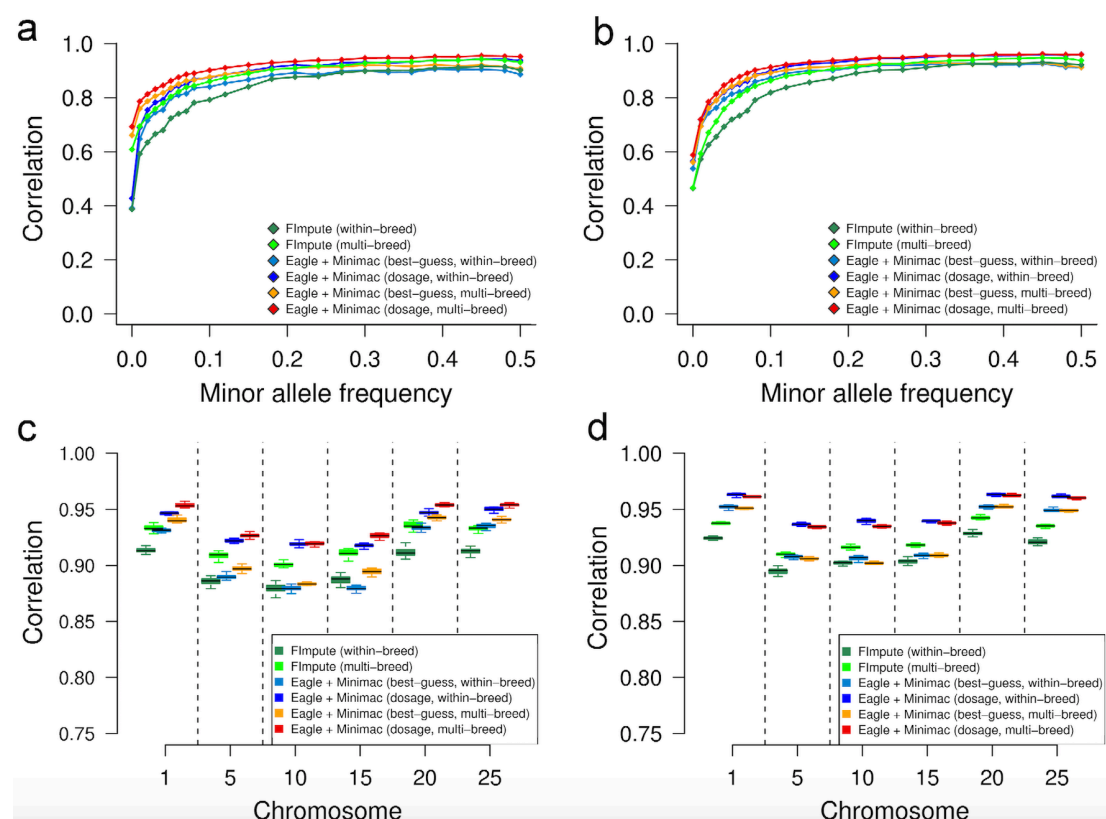 a
1.0
0.8
0.6
0.4
0.2
0.0
Correlation
FImpute (within−breed)
FImpute (multi−breed)
Eagle + Minimac (best−guess, within−breed)
Eagle + Minimac (dosage, within−breed)
Eagle + Minimac (best−guess, multi−breed)
Eagle + Minimac (dosage, multi−breed)
0.0 0.1 0.2 0.3 0.4 0.5
Minor allele frequency
b
1.0
0.8
0.6
0.4
0.2
0.0
Correlation
FImpute (within−breed)
FImpute (multi−breed)
Eagle + Minimac (best−guess, within−breed)
Eagle + Minimac (dosage, within−breed)
Eagle + Minimac (best−guess, multi−breed)
Eagle + Minimac (dosage, multi−breed)
0.0 0.1 0.2 0.3 0.4 0.5
Minor allele frequency
c
1.00
0.95
0.90
0.85
0.80
0.75
Correlation
FImpute (within−breed)
FImpute (multi−breed)
Eagle + Minimac (best−guess, within−breed)
Eagle + Minimac (dosage, within−breed)
Eagle + Minimac (best−guess, multi−breed)
Eagle + Minimac (dosage, multi−breed)
1 5 10 15 20 25
Chromosome
d
1.00
0.95
0.90
0.85
0.80
0.75
Correlation
FImpute (within−breed)
FImpute (multi−breed)
Eagle + Minimac (best−guess, within−breed)
Eagle + Minimac (dosage, within−breed)
Eagle + Minimac (best−guess, multi−breed)
Eagle + Minimac (dosage, multi−breed)
1 5 10 15 20 25
Chromosome